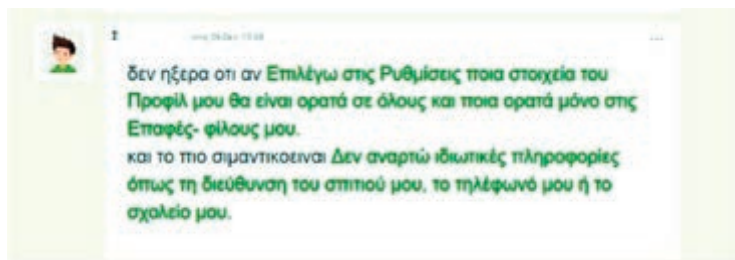 δεν ηξερα οτι αν Επιλέγω στις Ρυθμίσεις ποια στοιχεία του
Προφίλ μου θα είναι ορατά σε όλους και ποια ορατά μόνο στις
Επαφές- φίλους μου.
και το πιο σιμαντικοειναι Δεν αναρτώ ιδιωτικές πληροφορίες
όπως τη διεύθυνση του σπιτιού μου, το τηλέφωνό μου ή το
σχολείο μου.